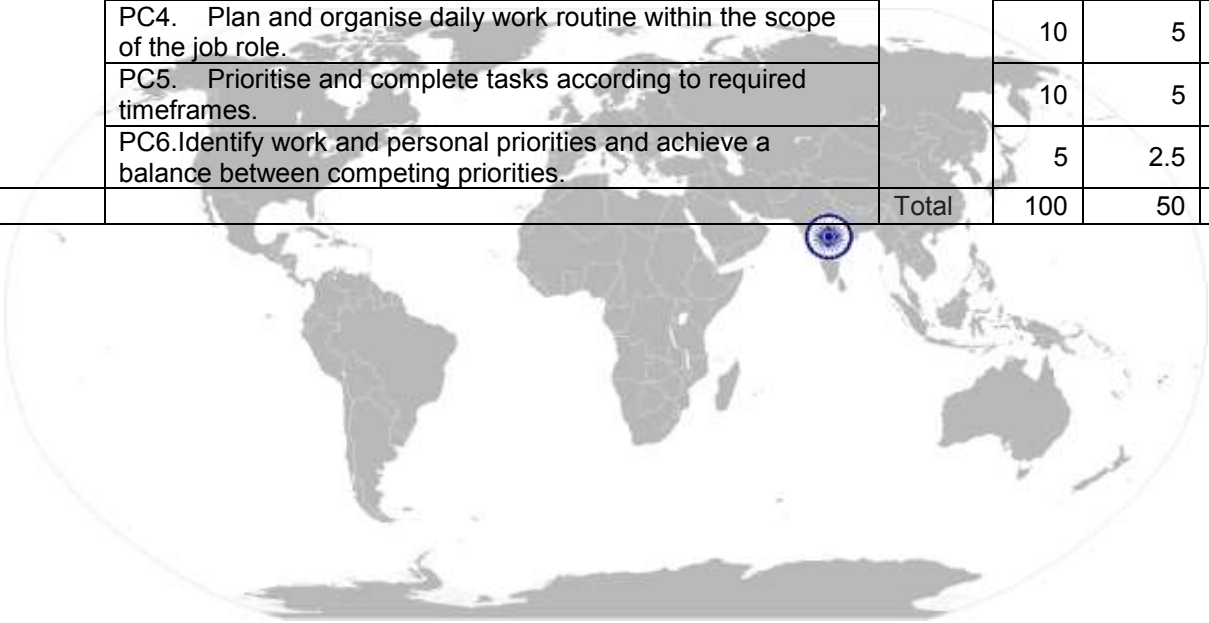 PC4. Plan and organise daily work routine within the scope
of the job role.
10 5
PC5. Prioritise and complete tasks according to required
timeframes.
10 5
PC6.Identify work and personal priorities and achieve a
balance between competing priorities.
5 2.5
Total 100 50